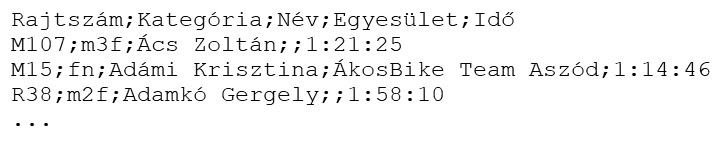 Rajtszám;Kategória;Név;Egyesület;Idő
M107;m3f;Ács Zoltán;;1:21:25
M15;fn;Adámi Krisztina;ÁkosBike Team Aszód;1:14:46
R38;m2f;Adamkó Gergely;;1:58:10
...